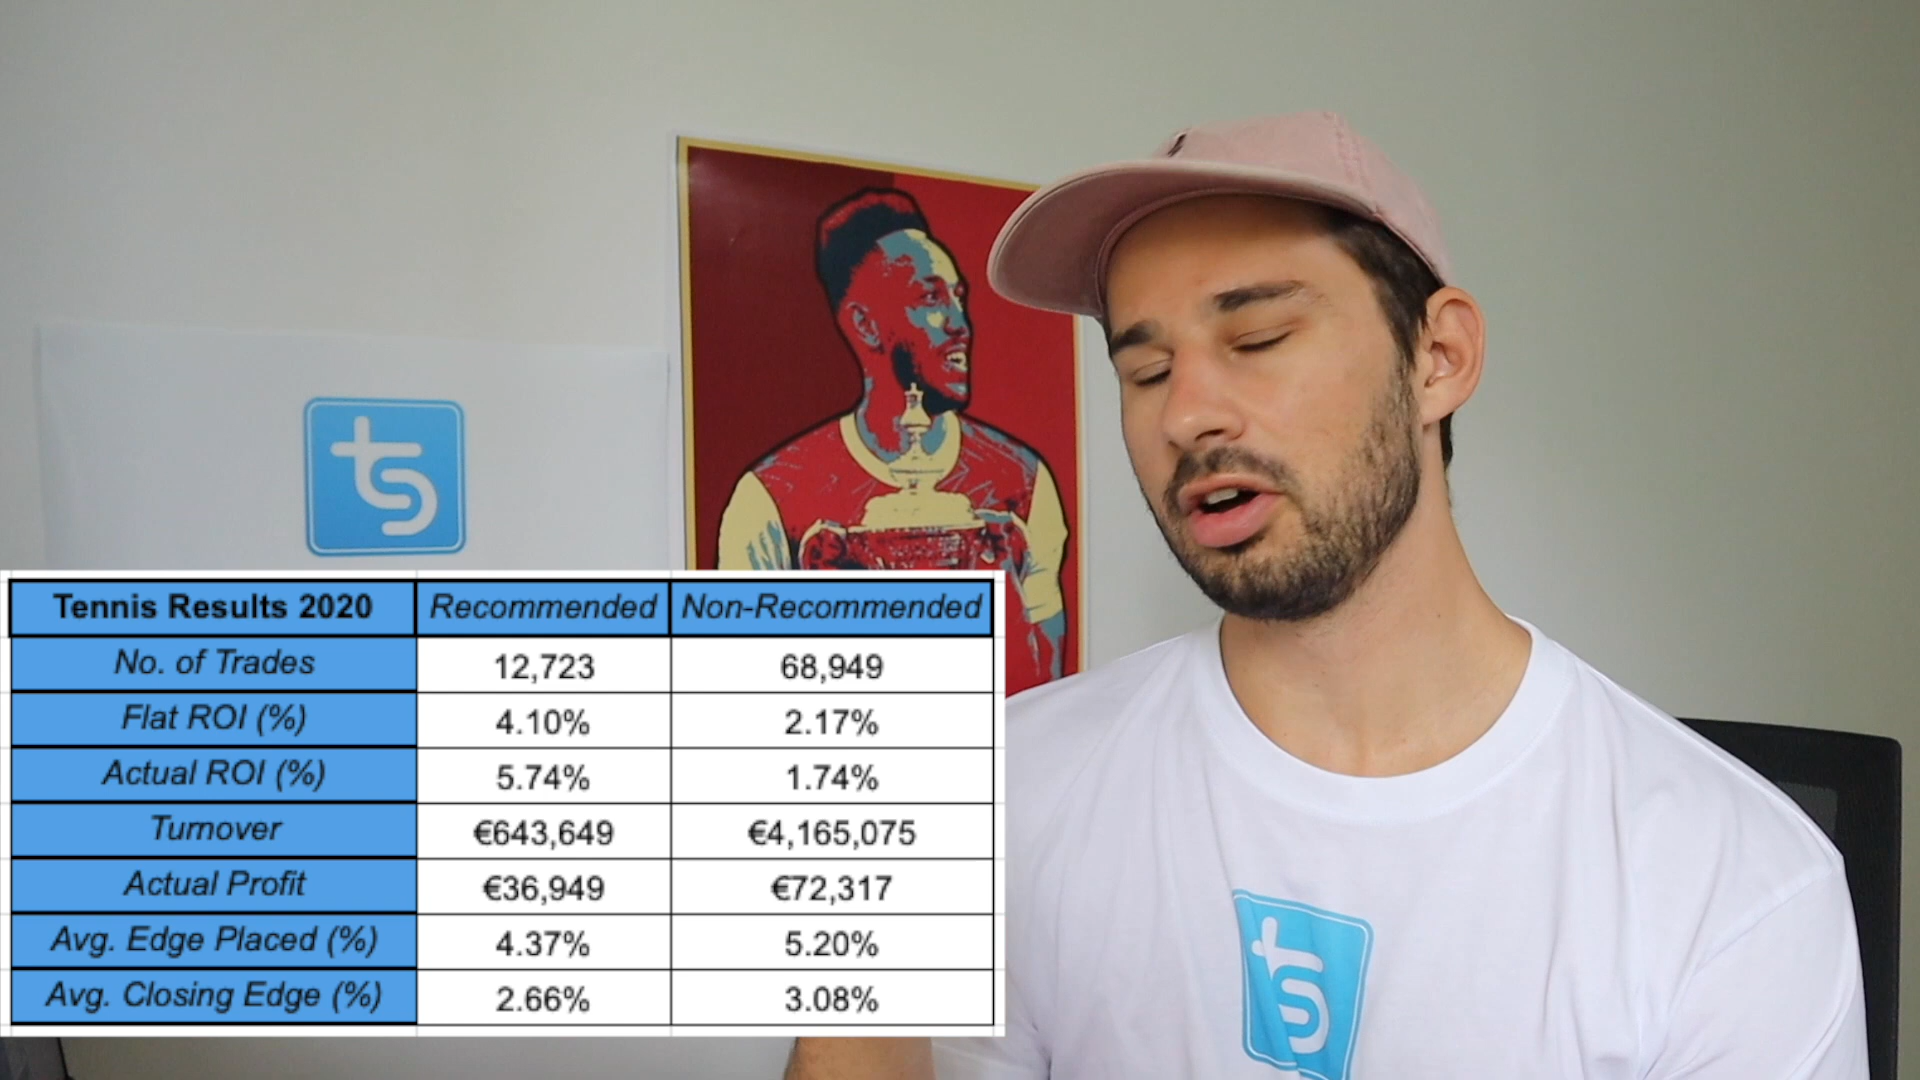 ts
Tennis Results 2020 Recommended Non-Recommended
No. of Trades 12,723 68,949
Flat ROI (%) 4.10% 2.17%
Actual ROI (%) 5.74% 1.74%
Turnover €643,649 €4,165,075
Actual Profit €36,949 €72,317
Avg. Edge Placed (%) 4.37% 5.20%
Avg. Closing Edge (%) 2.66% 3.08%
ts